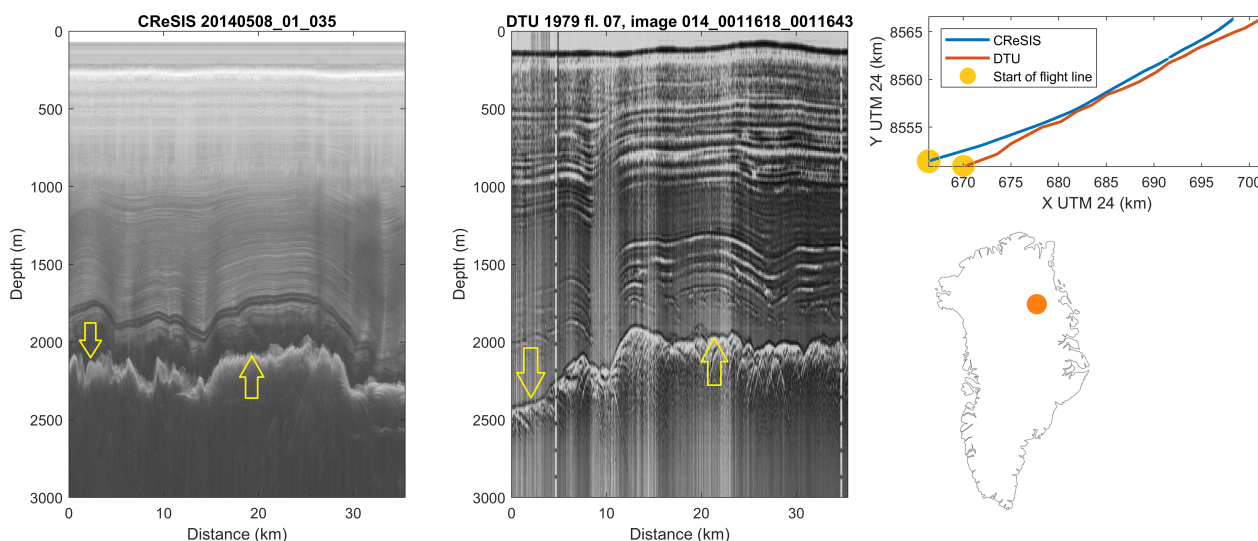 CReSIS 20140508_01_035
0
500
1000
1500
2000
2500
3000
Depth (m)
0 10 20 30
Distance (km)
DTU 1979 fl. 07, image 014_0011618_0011643
0
500
1000
1500
2000
2500
3000
Depth (m)
0 10 20 30
Distance (km)
CReSIS
DTU
Start of flight line
8565
8560
8555
Y UTM 24 (km)
670 675 680 685 690 695 700
X UTM 24 (km)